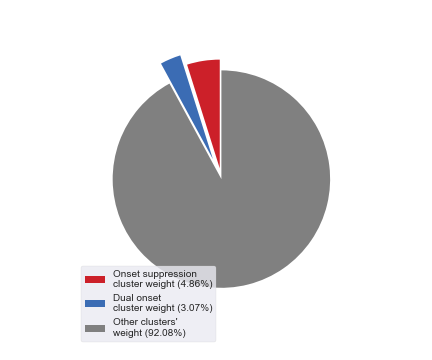 Onset suppression
cluster weight (4.86%)
Dual onset
cluster weight (3.07%)
Other clusters'
weight (92.08%)